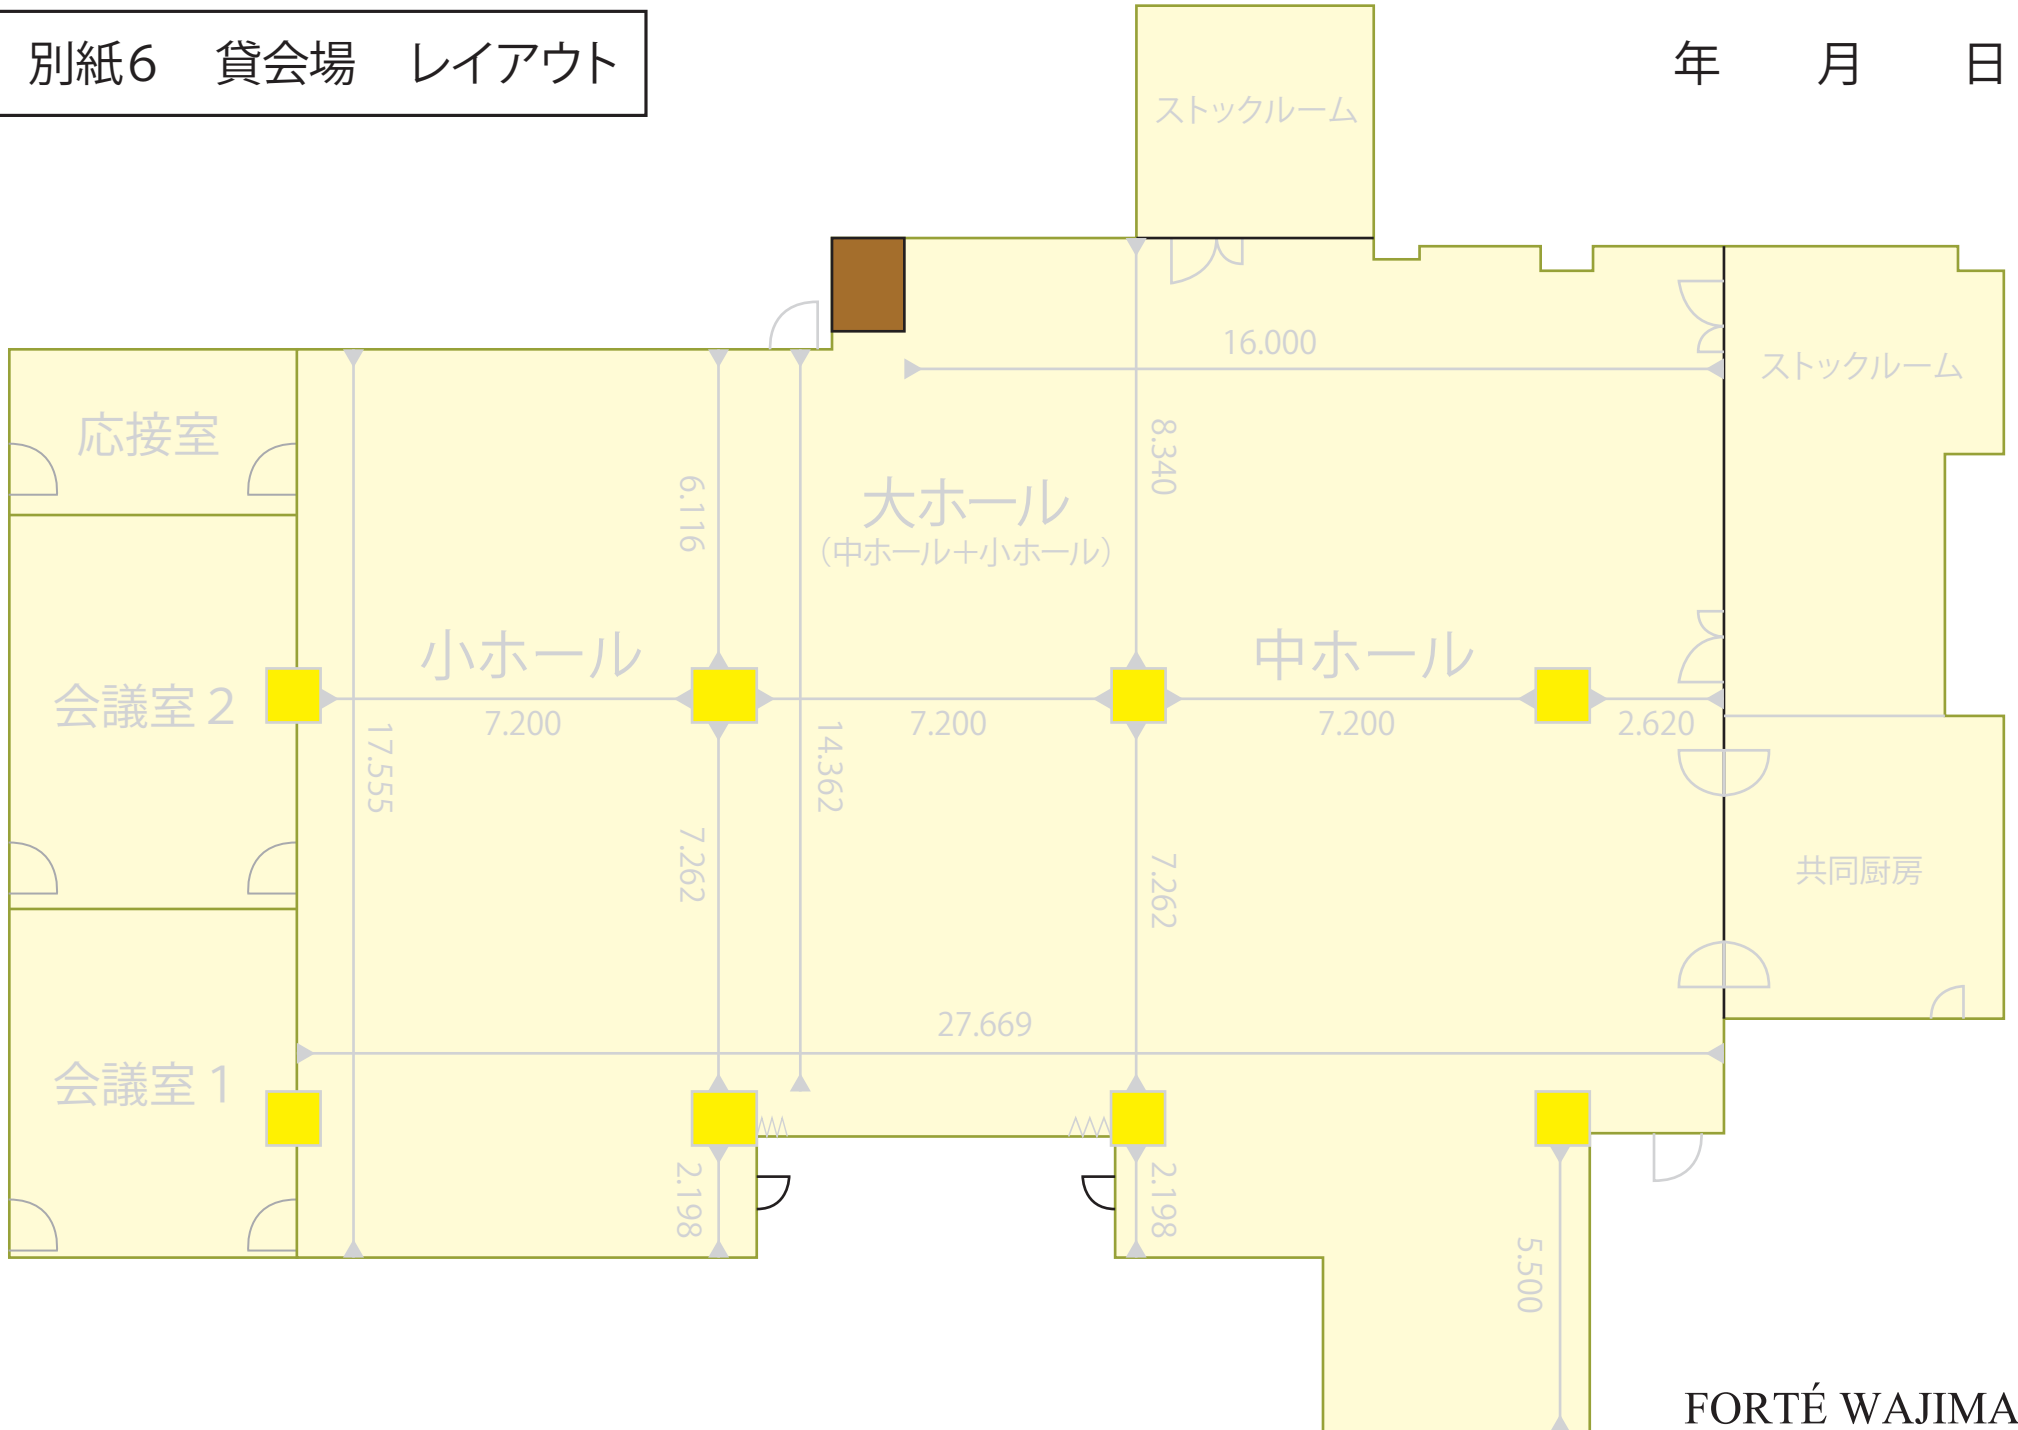 別紙6　貸会場　レイアウト
年　月　日
ストックルーム
16.000
ストックルーム
応接室
8.340
6.116
大ホール
（中ホール＋小ホール）
小ホール
中ホール
会議室 2
7.200
7.200
7.200
2.620
17.555
14.362
7.262
7.262
共同厨房
27.669
会議室 1
2.198
2.198
5.500
FORTÉ WAJIMA